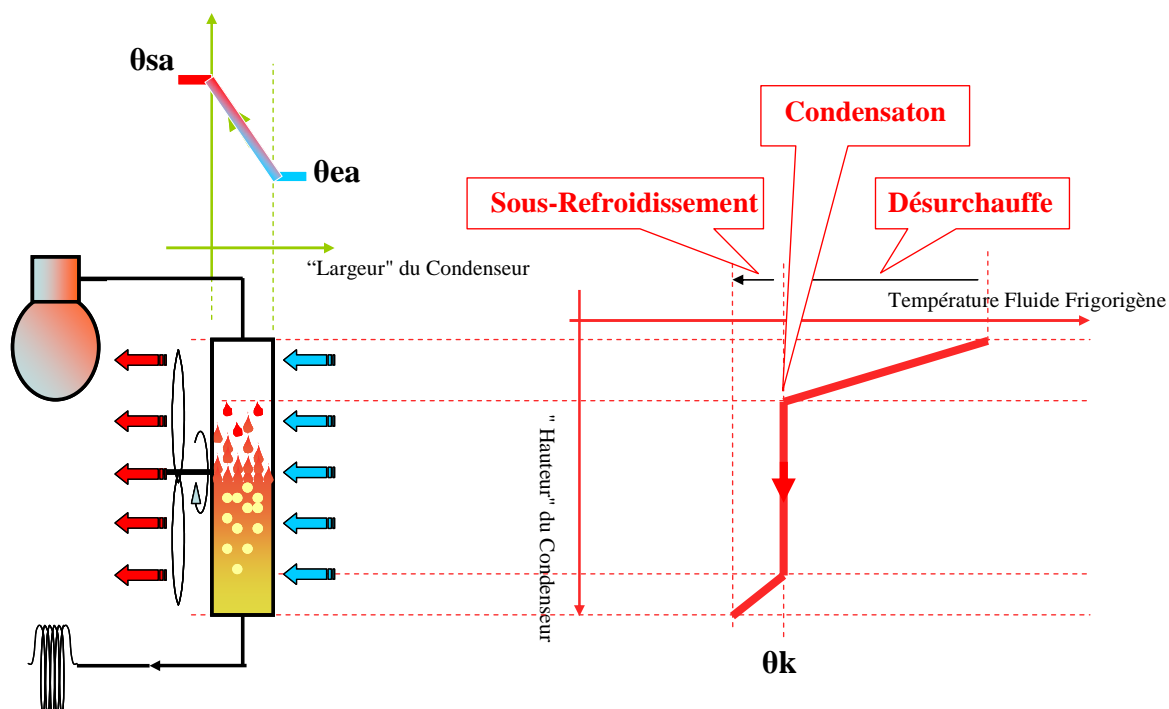 θsa
θea
“Largeur" du Condenseur
Condensaton
Sous-Refroidissement
Désurchauffe
Température Fluide Frigorigène
" Hauteur" du Condenseur
θk